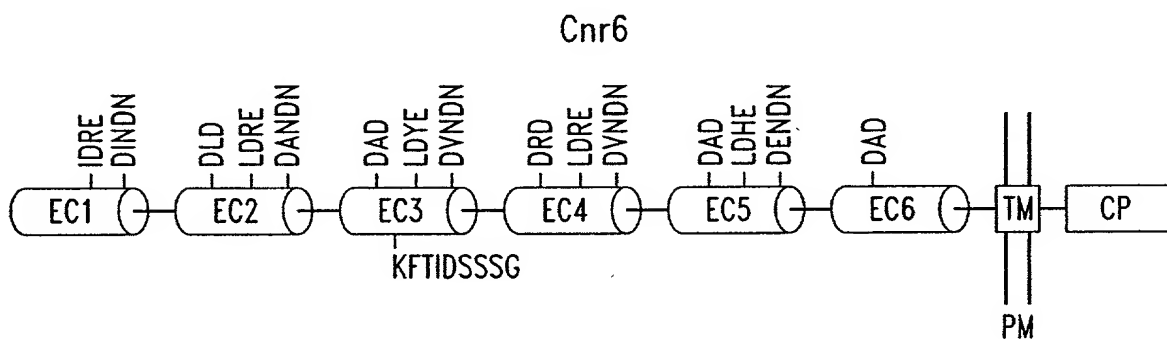 Cnr6
IDRE DINDN DLD LDRE DANDN DAD LDYE DVNDN DRD LDRE DVNDN DAD LDHE DENDN DAD
EC1 EC2 EC3 EC4 EC5 EC6 TM CP
KFTIDSSSG
PM